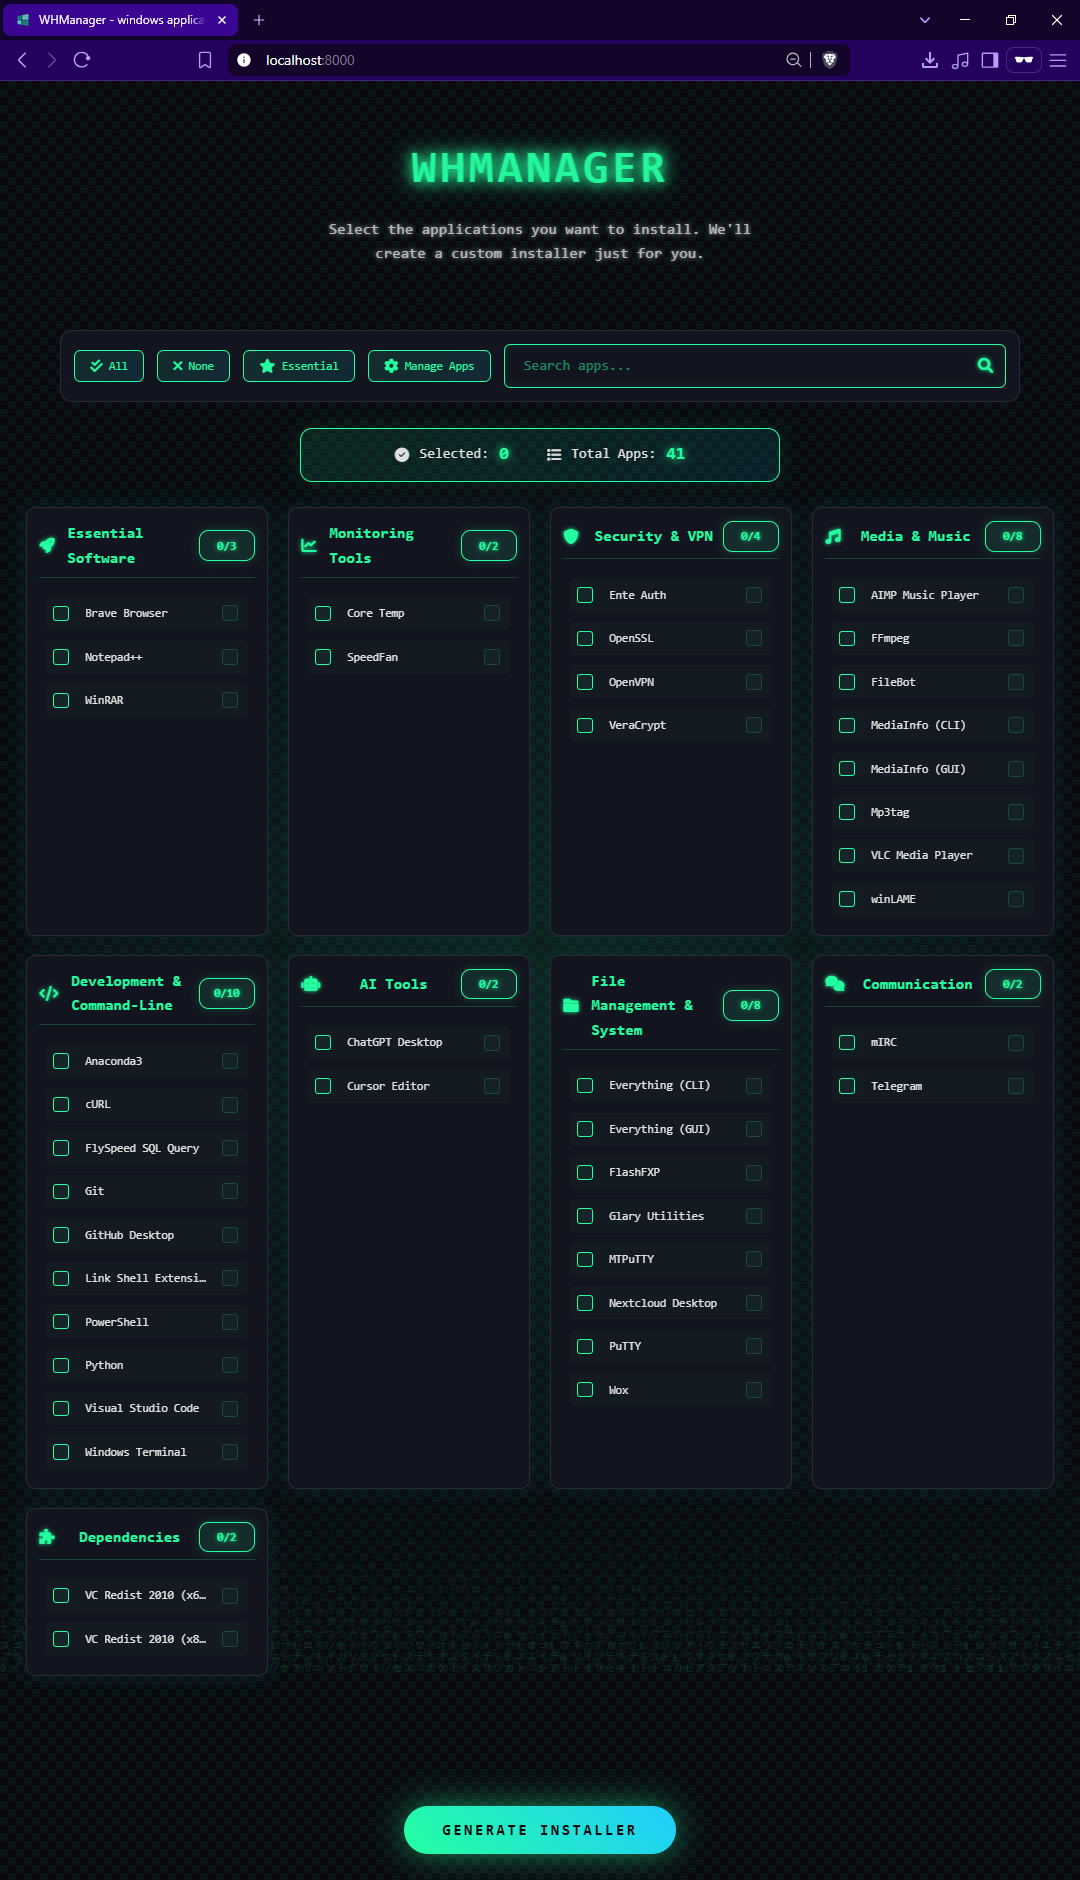 WHManager - windows applica
localhost:8000
WHMANAGER
Select the applications you want to install. We'll
create a custom installer just for you.
All
None
Essential
Manage Apps
Search apps...
Selected: 0
Total Apps: 41
Essential
Software
0/3
Brave Browser
Notepad++
WinRAR
Monitoring
Tools
0/2
Core Temp
SpeedFan
Security & VPN
0/4
Ente Auth
OpenSSL
OpenVPN
VeraCrypt
Media & Music
0/8
AIMP Music Player
FFmpeg
FileBot
MediaInfo (CLI)
MediaInfo (GUI)
Mp3tag
VLC Media Player
winLAME
Development &
Command-Line
0/10
Anaconda3
cURL
FlySpeed SQL Query
Git
GitHub Desktop
Link Shell Extensi…
PowerShell
Python
Visual Studio Code
Windows Terminal
AI Tools
0/2
ChatGPT Desktop
Cursor Editor
File
Management &
System
0/8
Everything (CLI)
Everything (GUI)
FlashFXP
Glary Utilities
MTPuTTY
Nextcloud Desktop
PuTTY
Wox
Communication
0/2
mIRC
Telegram
Dependencies
0/2
VC Redist 2010 (x6…
VC Redist 2010 (x8…
GENERATE INSTALLER